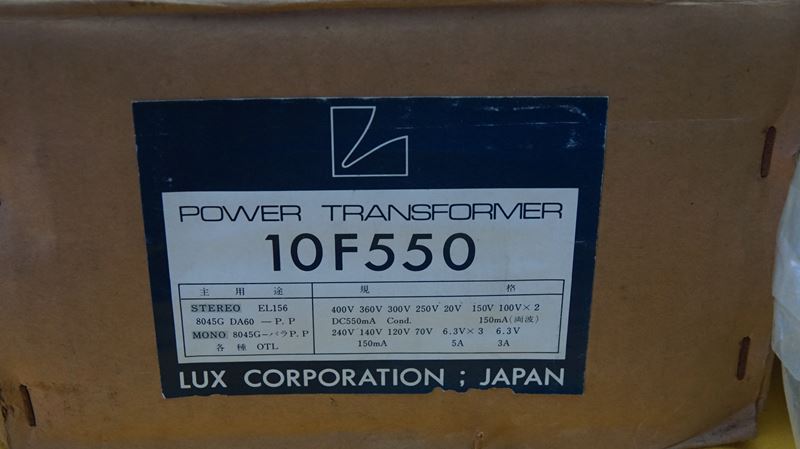 POWER TRANSFORMER
10F550
主用途 規格
STEREO EL156 400V 360V 300V 250V 20V 150V 100V×2
8045G DA60 —P.P DC550mA Cond. 150mA(両波)
MONO 8045G-パラP.P 240V 140V 120V 70V 6.3V×3 6.3V
各種 OTL 150mA 5A 3A
LUX CORPORATION ; JAPAN